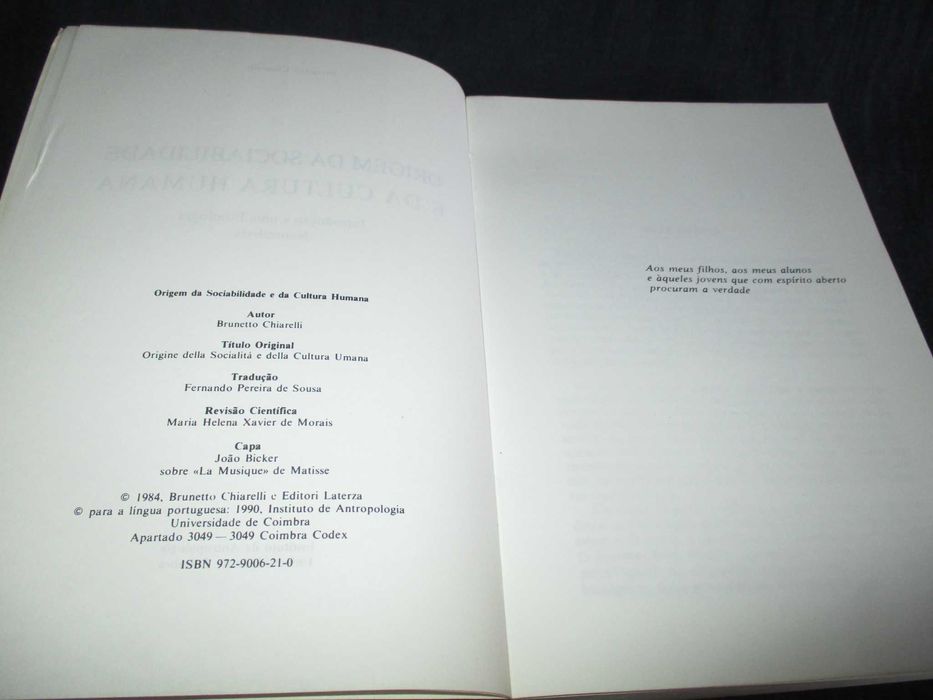 Origem da Sociabilidade e da Cultura Humana
Autor
Brunetto Chiarelli
Título Original
Origine della Socialitá e della Cultura Umana
Tradução
Fernando Pereira de Sousa
Revisão Científica
Maria Helena Xavier de Morais
Capa
João Bicker
sobre «La Musique» de Matisse
© 1984, Brunetto Chiarelli e Editori Laterza
© para a língua portuguesa: 1990, Instituto de Antropologia
Universidade de Coimbra
Apartado 3049 — 3049 Coimbra Codex
ISBN 972-9006-21-0
Aos meus filhos, aos meus alunos
e àqueles jovens que com espírito aberto
procuram a verdade